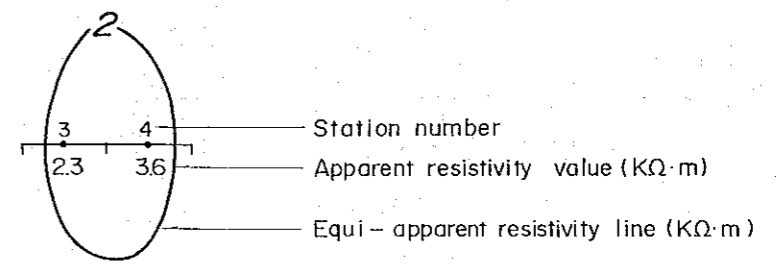 2
3 4 Station number
2.3 3.6 Apparent resistivity value (KΩ·m)
Equi-apparent resistivity line (KΩ·m)